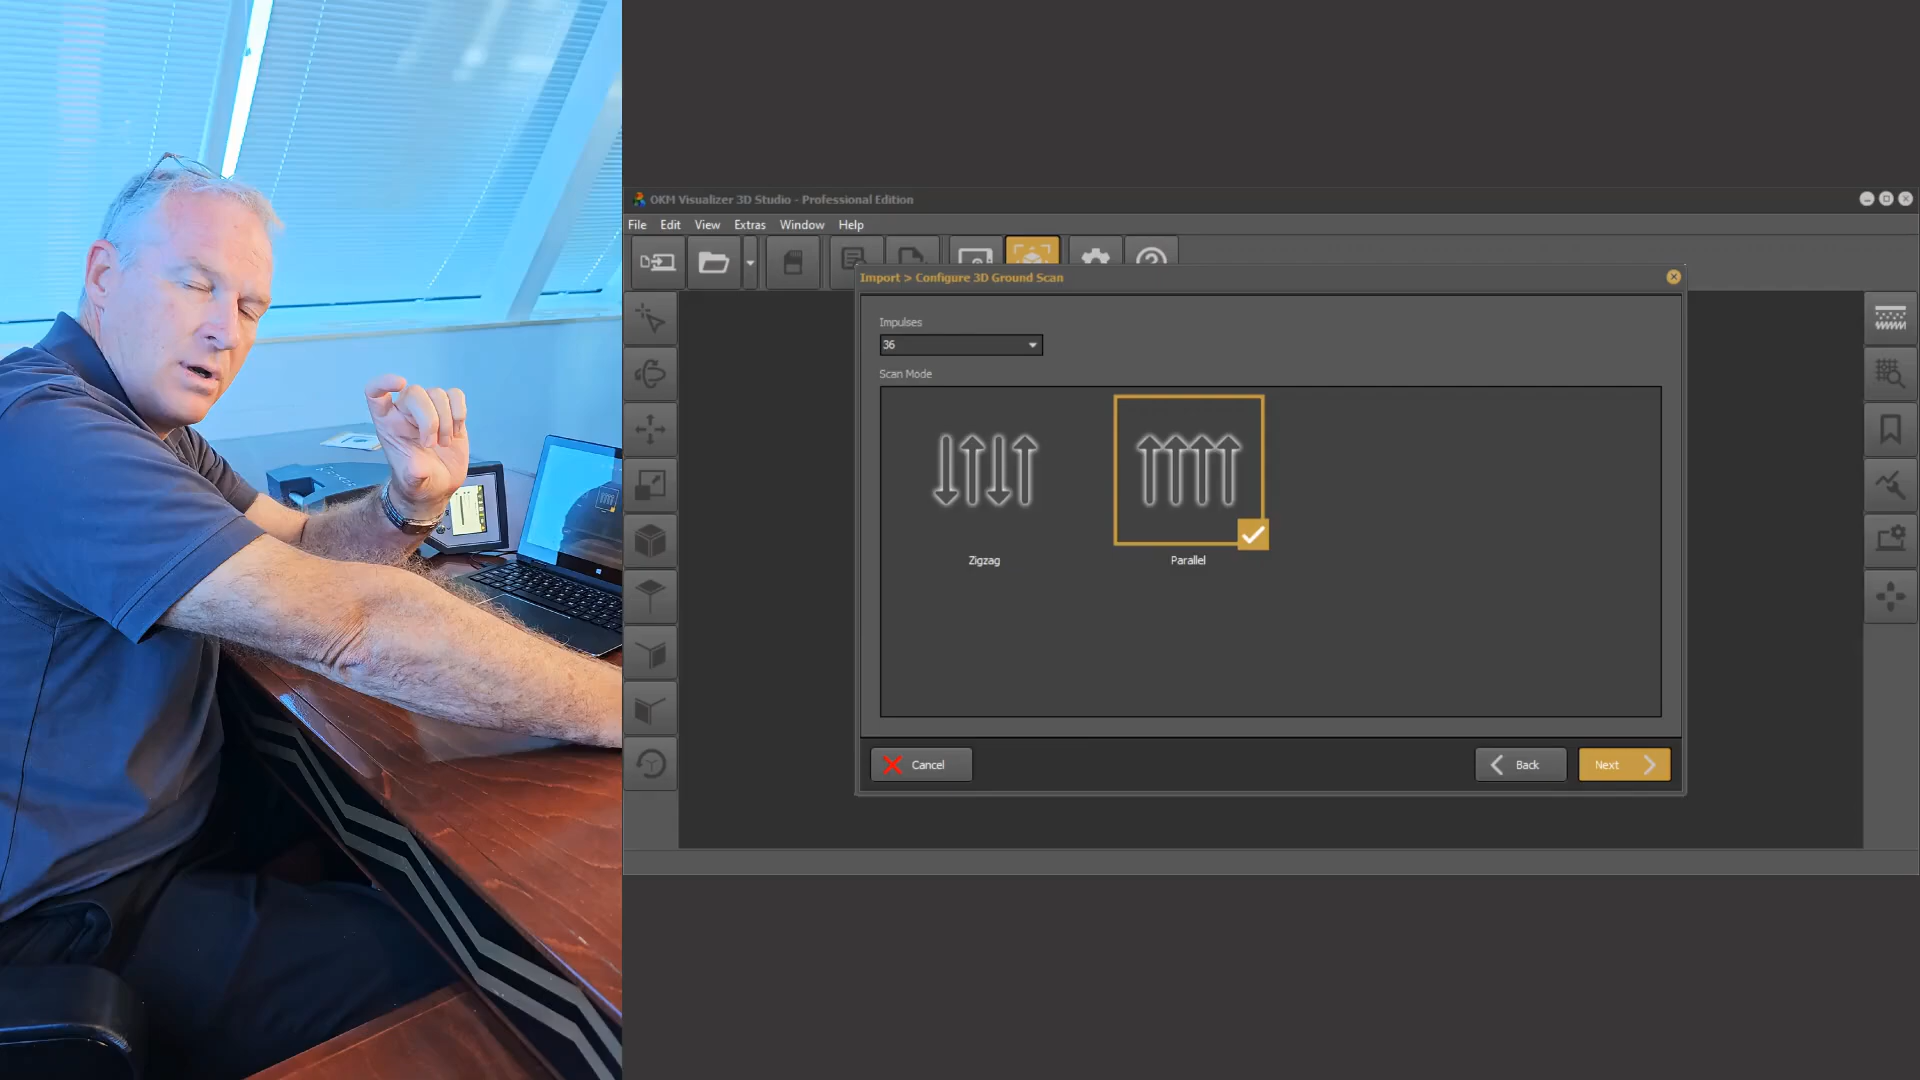 OKM Visualizer 3D Studio - Professional Edition
File Edit View Extras Window Help
Import > Configure 3D Ground Scan
Impulses
36
Scan Mode
Zigzag Parallel
Cancel Back Next